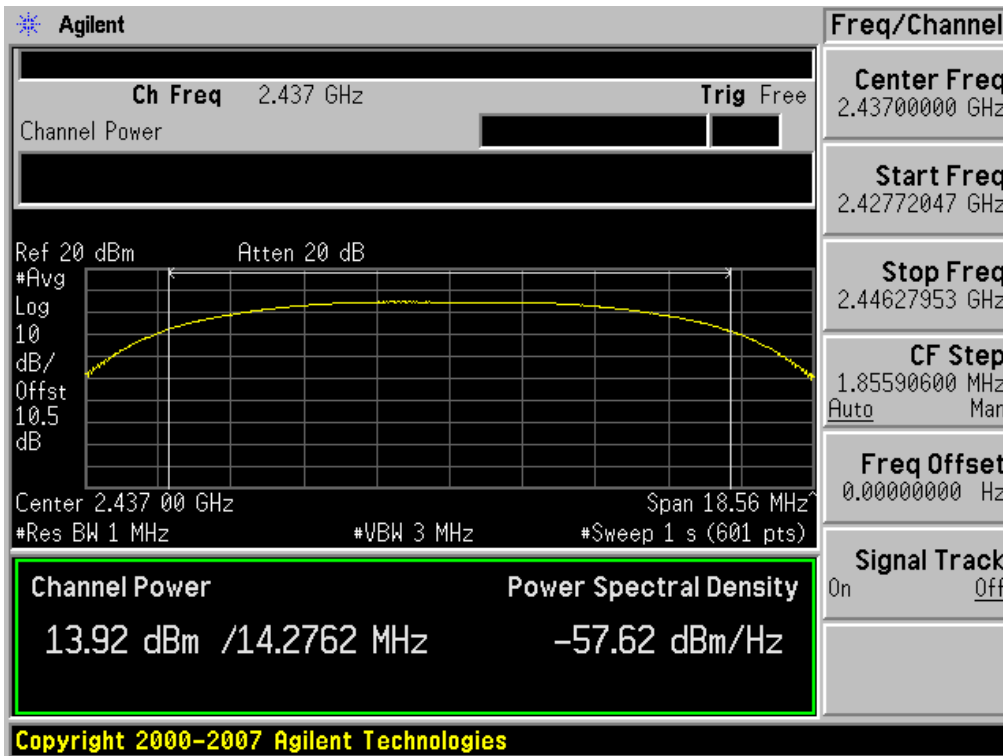 Agilent
Freq/Channel
Ch Freq 2.437 GHz Trig Free
Channel Power
Center Freq
2.43700000 GHz
Start Freq
2.42772047 GHz
Stop Freq
2.44627953 GHz
CF Step
1.85590600 MHz
Auto Man
Freq Offset
0.00000000 Hz
Signal Track
On Off
Ref 20 dBm Atten 20 dB
#Avg
Log
10
dB/
Offst
10.5
dB
Center 2.437 00 GHz Span 18.56 MHz^
#Res BW 1 MHz #VBW 3 MHz #Sweep 1 s (601 pts)
Channel Power Power Spectral Density
13.92 dBm /14.2762 MHz -57.62 dBm/Hz
Copyright 2000-2007 Agilent Technologies